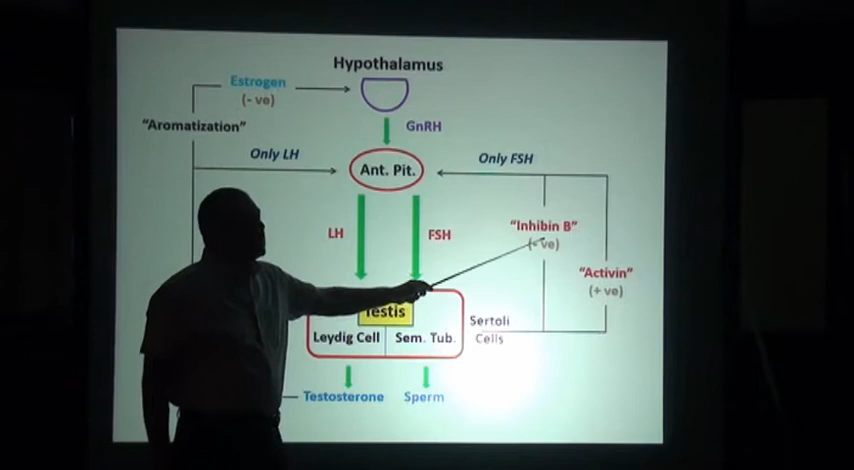 Hypothalamus
Estrogen
(- ve)
GnRH
"Aromatization"
Only LH
Ant. Pit.
Only FSH
LH
FSH
"Inhibin B"
(- ve)
"Activin"
(+ ve)
Testis
Leydig Cell
Sem. Tub.
Sertoli
Cells
Testosterone
Sperm